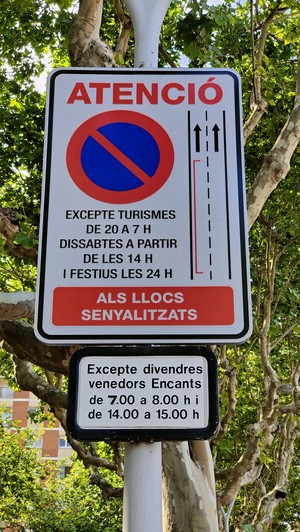 ATENCIÓ
EXCEPTE TURISMES
DE 20 A 7 H
DISSABTES A PARTIR
DE LES 14 H
I FESTIUS LES 24 H
ALS LLOCS
SENYALITZATS
Excepte divendres
venedors Encants
de 7.00 a 8.00 h i
de 14.00 a 15.00 h